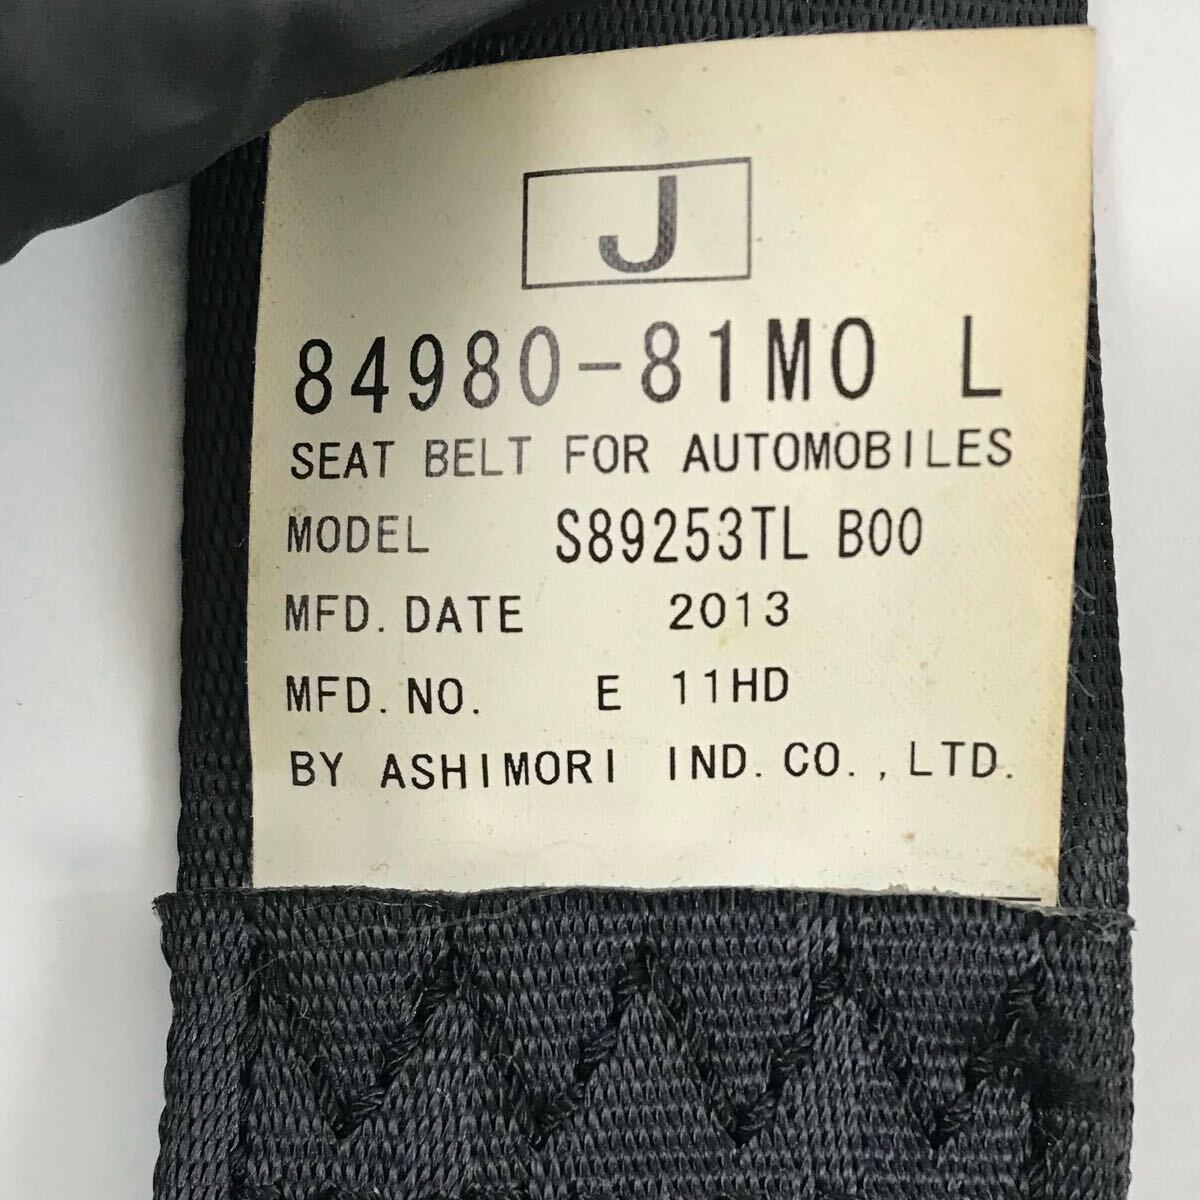 J
84980-81M0 L
SEAT BELT FOR AUTOMOBILES
MODEL S89253TL B00
MFD. DATE 2013
MFD. NO. E 11HD
BY ASHIMORI IND. CO., LTD.